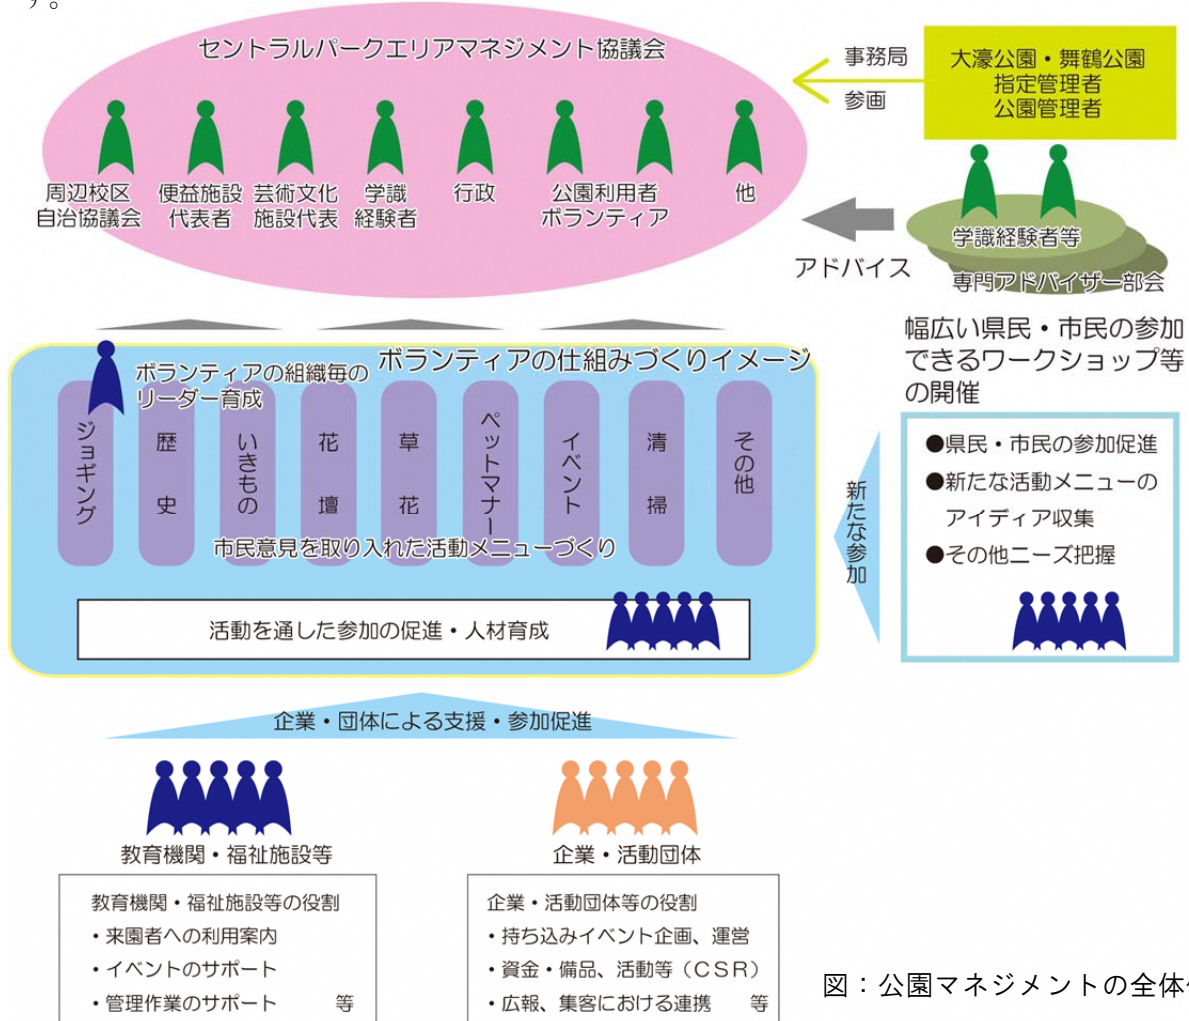 す。
セントラルパークエリアマネジメント協議会
事務局
参画
大濠公園・舞鶴公園
指定管理者
公園管理者
周辺校区
自治協議会
便益施設
代表者
芸術文化
施設代表
学識
経験者
行政
公園利用者
ボランティア
他
アドバイス
学識経験者等
専門アドバイザー部会
ボランティアの仕組みづくりイメージ
ボランティアの組織毎の
リーダー育成
ジョギング
歴史
いきもの
花壇
草花
ペットマナー
イベント
清掃
その他
市民意見を取り入れた活動メニューづくり
活動を通した参加の促進・人材育成
新たな参加
幅広い県民・市民の参加
できるワークショップ等
の開催
●県民・市民の参加促進
●新たな活動メニューの
アイディア収集
●その他ニーズ把握
企業・団体による支援・参加促進
教育機関・福祉施設等
企業・活動団体
教育機関・福祉施設等の役割
・来園者への利用案内
・イベントのサポート
・管理作業のサポート 等
企業・活動団体等の役割
・持ち込みイベント企画、運営
・資金・備品、活動等（ＣＳＲ）
・広報、集客における連携 等
図：公園マネジメントの全体